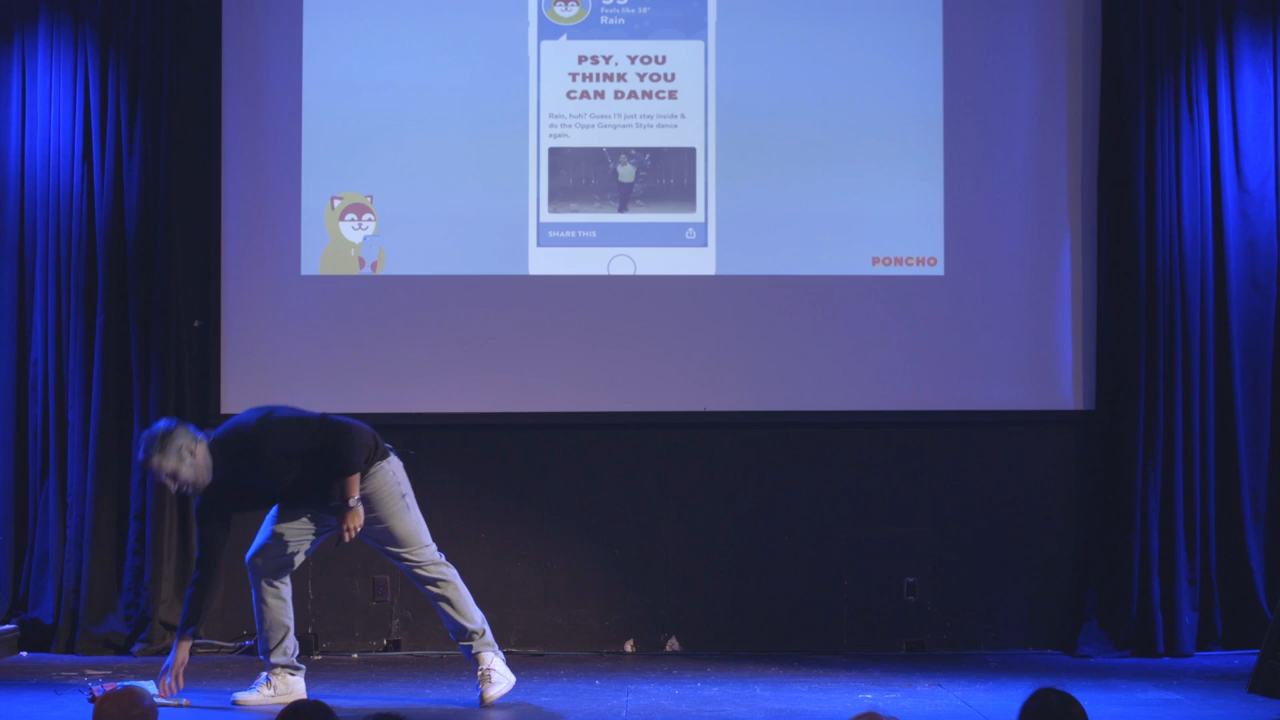 Feels like 38°
Rain
PSY, YOU
THINK YOU
CAN DANCE
Rain, huh? Guess I'll just stay inside &
do the Oppa Gangnam Style dance
again.
SHARE THIS
PONCHO